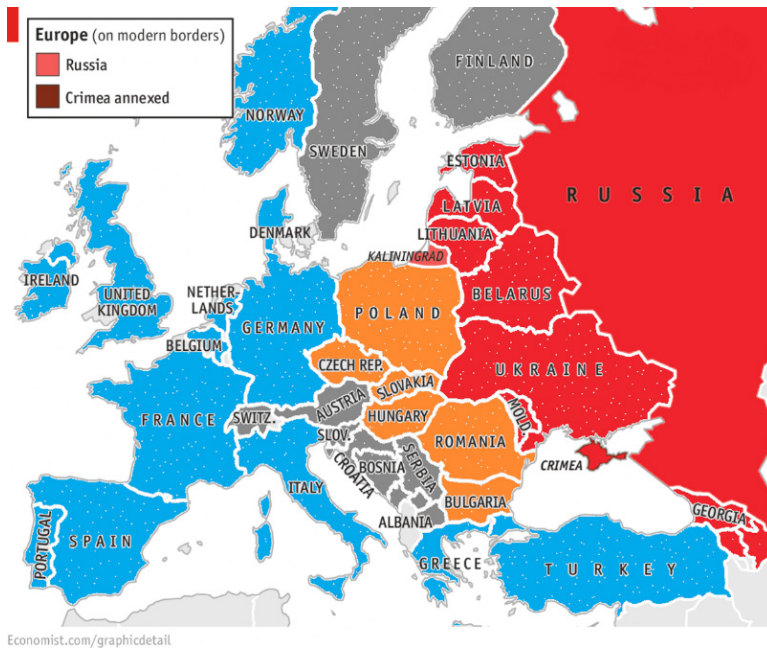 Europe (on modern borders)
Russia
Crimea annexed
FINLAND
NORWAY
SWEDEN
ESTONIA
RUSSIA
LATVIA
DENMARK
LITHUANIA
KALININGRAD
IRELAND
UNITED
KINGDOM
NETHER-
LANDS
BELARUS
GERMANY
POLAND
BELGIUM
CZECH REP.
UKRAINE
SLOVAKIA
FRANCE
SWITZ.
AUSTRIA
HUNGARY
MOLD.
SLOV.
ROMANIA
CROATIA
BOSNIA
SERBIA
CRIMEA
ITALY
BULGARIA
GEORGIA
PORTUGAL
SPAIN
ALBANIA
GREECE
TURKEY
Economist.com/graphicdetail